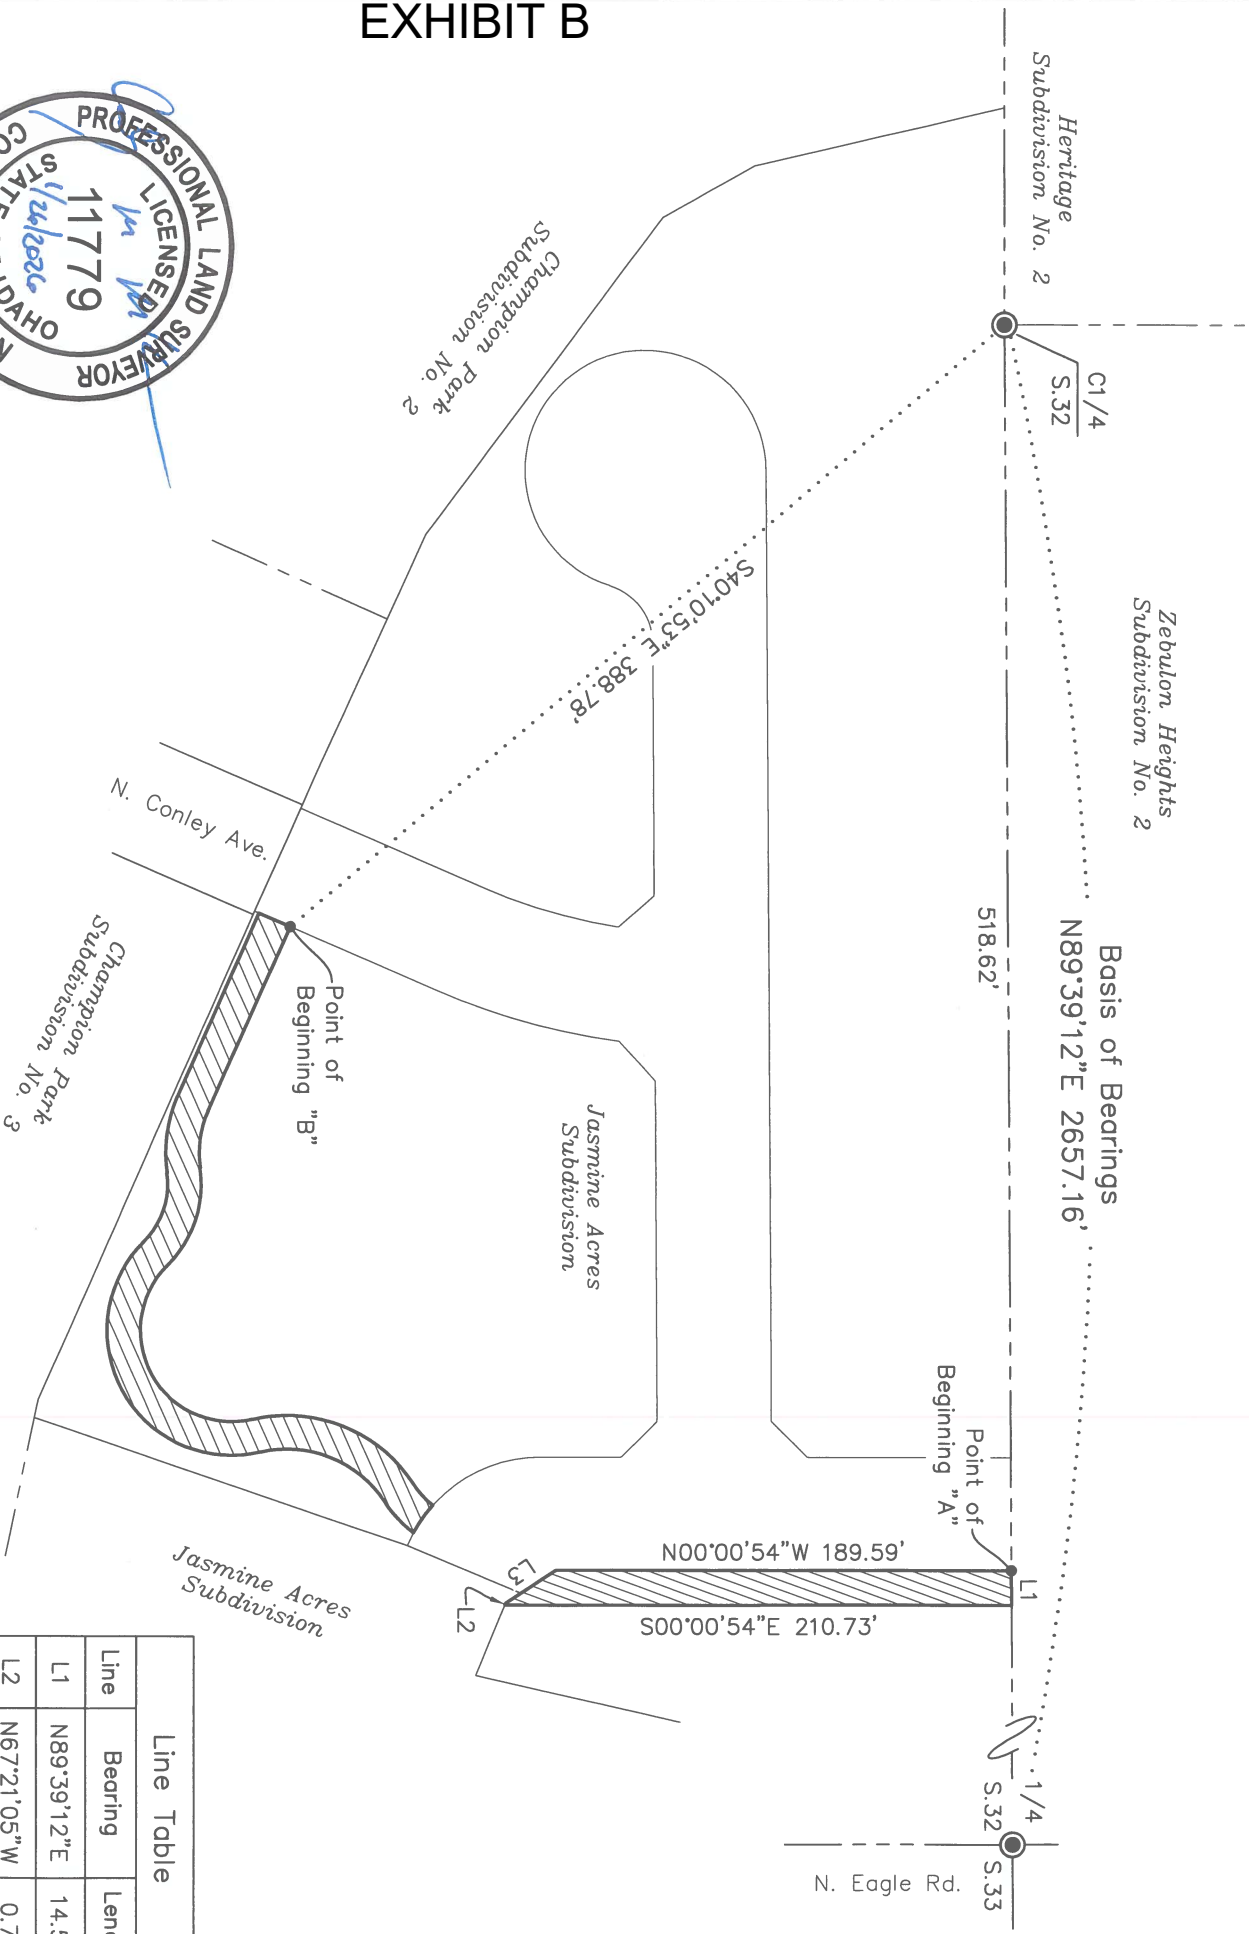 EXHIBIT B
Heritage
Subdivision No. 2
C1/4
S.32
Zebulon Heights
Subdivision No. 2
Basis of Bearings
N89°39'12"E 2657.16'
518.62'
S40°10'53"E 388.78'
Champion Park
Subdivision No. 2
N. Conley Ave.
Point of
Beginning "B"
Champion Park
Subdivision No. 3
Jasmine Acres
Subdivision
Point of
Beginning "A"
L1
N00°00'54"W 189.59'
S00°00'54"E 210.73'
L3
L2
Jasmine Acres
Subdivision
1/4
S.32
S.33
N. Eagle Rd.
Line Table
Line Bearing
L1 N89°39'12"E
L2 N67°21'05"W
PROFESSIONAL LAND SURVEYOR
LICENSED
11779
1/26/2026
STATE
IDAHO